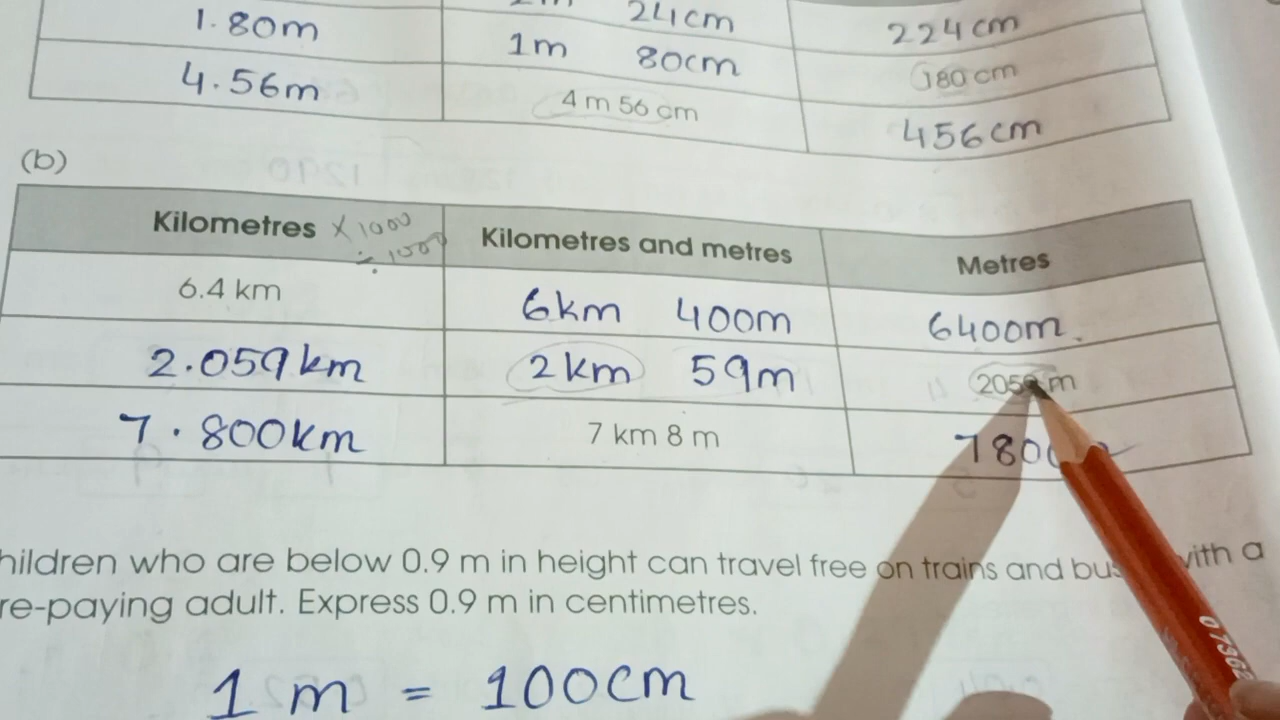 24cm
1.80m 1m 80cm 224cm
4.56m 4 m 56 cm 180 cm
456cm
(b)
Kilometres ×1000 Kilometres and metres Metres
÷1000
6.4 km 6km 400m 6400m.
2.059km 2km 59m 2059 m
7.800km 7 km 8 m
hildren who are below 0.9 m in height can travel free on trains and with a
re-paying adult. Express 0.9 m in centimetres.
1 m = 100cm